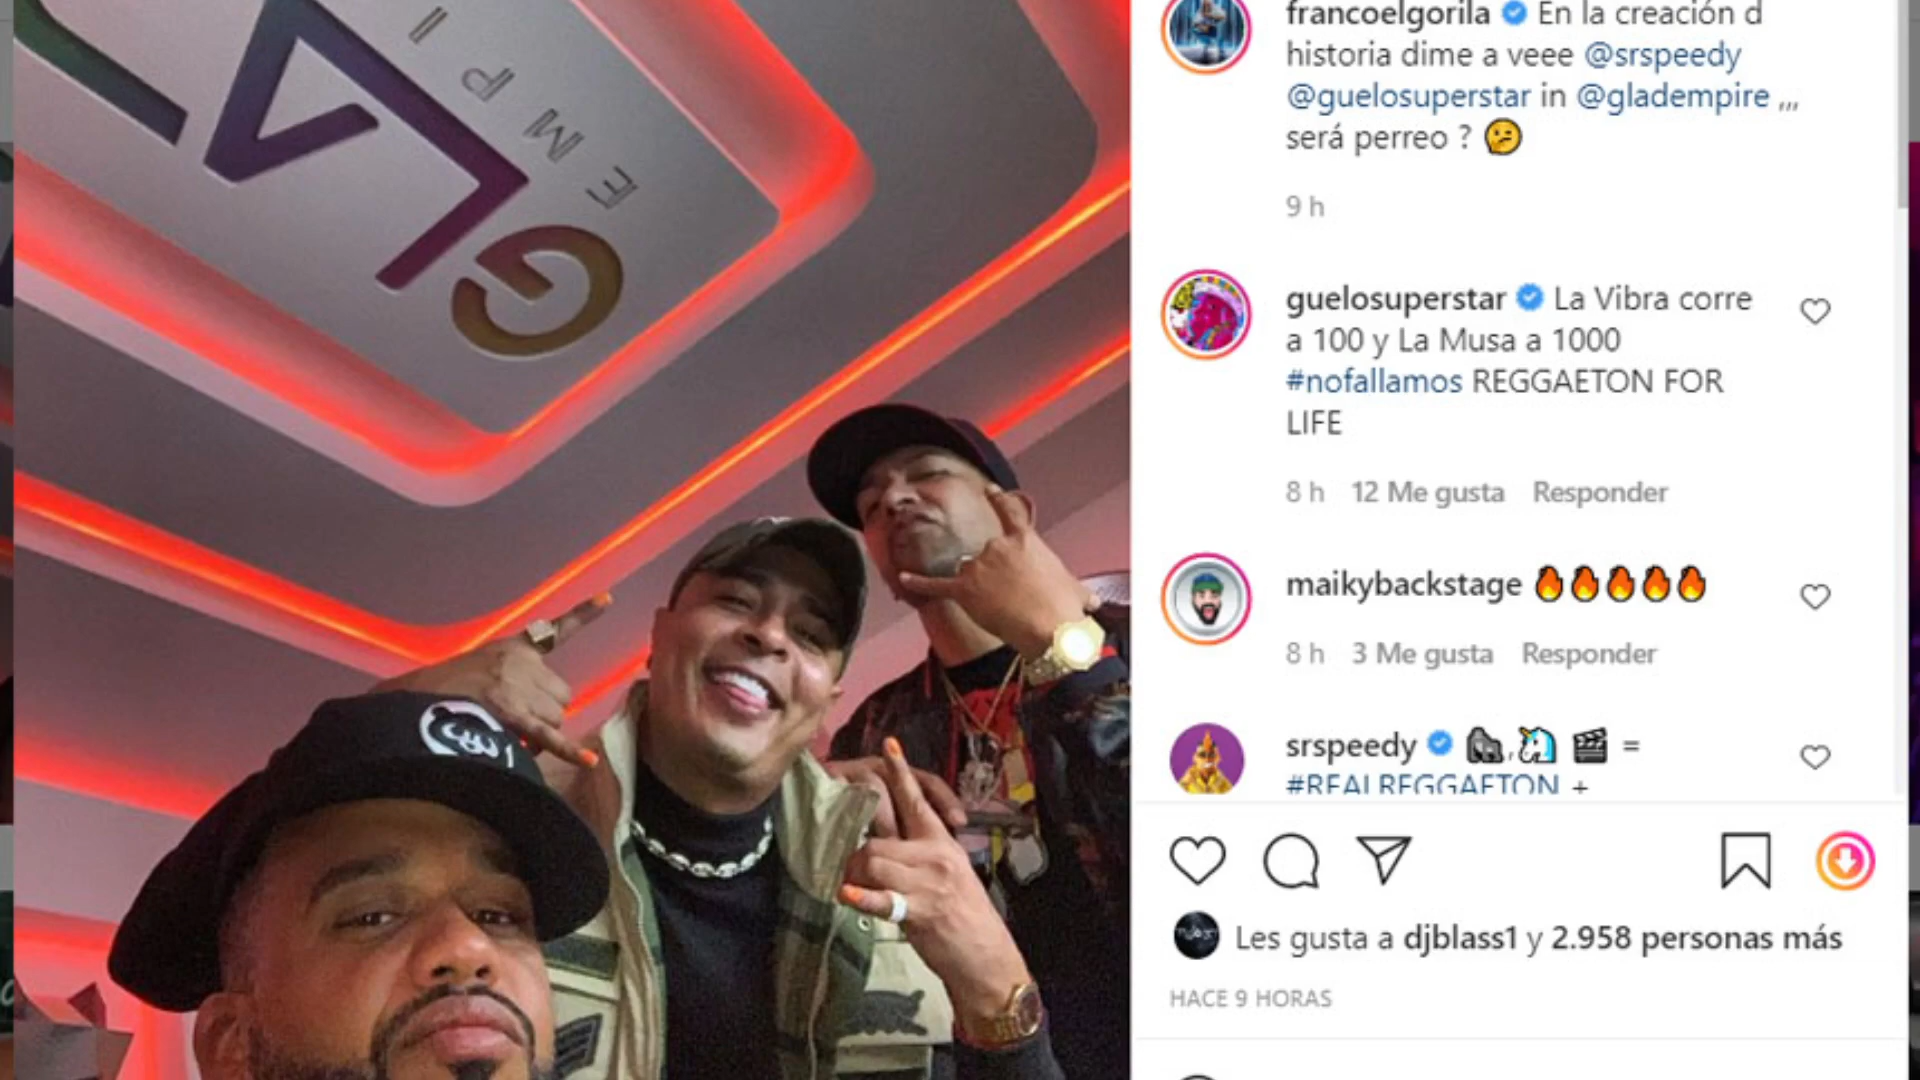 GLA
EMPI
francoelgorila En la creación d
historia dime a veee @srspeedy
@guelosuperstar in @gladempire ,,,
será perreo ? 🤔
9 h
guelosuperstar La Vibra corre
a 100 y La Musa a 1000
#nofallamos REGGAETON FOR
LIFE
8 h 12 Me gusta Responder
maikybackstage 🔥🔥🔥🔥🔥
8 h 3 Me gusta Responder
srspeedy 🦍,🦄 🎬 =
#REALREGGAETON +
Les gusta a djblass1 y 2.958 personas más
HACE 9 HORAS